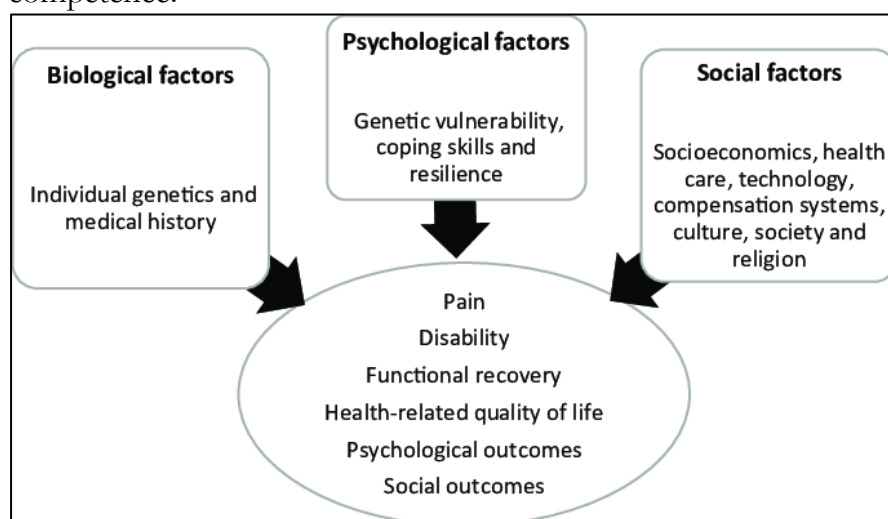 competence.
Psychological factors
Genetic vulnerability,
coping skills and
resilience
Biological factors
Individual genetics and
medical history
Social factors
Socioeconomics, health
care, technology,
compensation systems,
culture, society and
religion
Pain
Disability
Functional recovery
Health-related quality of life
Psychological outcomes
Social outcomes